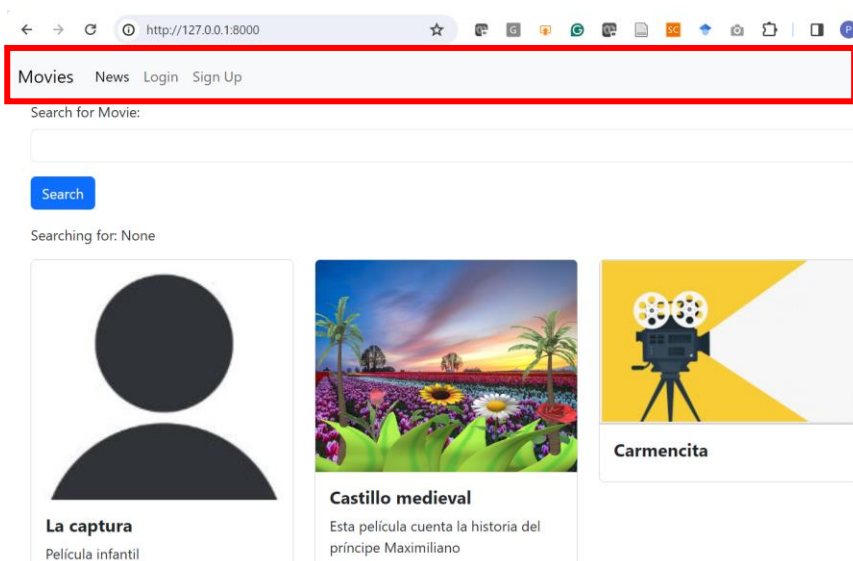 http://127.0.0.1:8000
G
SC
P
Movies News Login Sign Up
Search for Movie:
Search
Searching for: None
Carmencita
Castillo medieval
La captura
Esta película cuenta la historia del
príncipe Maximiliano
Película infantil